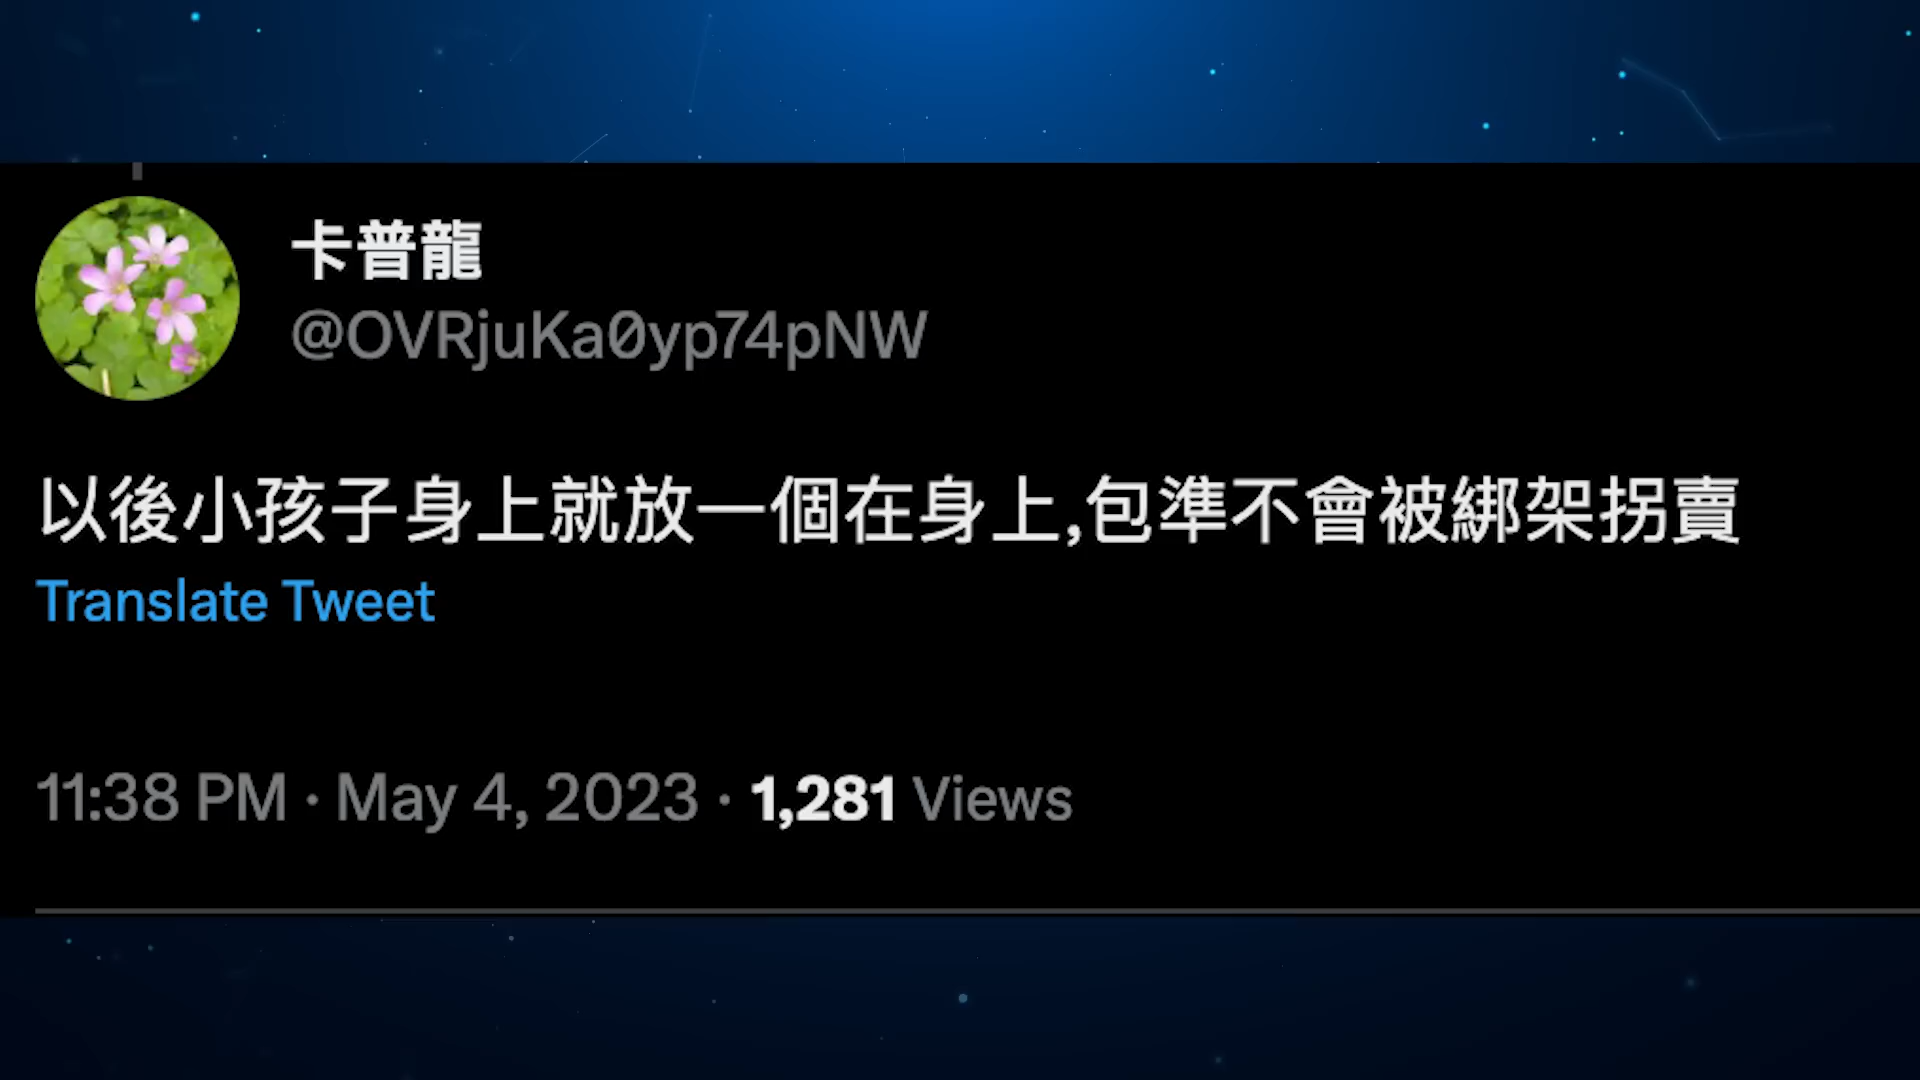 卡普龍
@OVRjuKa0yp74pNW
以後小孩子身上就放一個在身上,包準不會被綁架拐賣
Translate Tweet
11:38 PM · May 4, 2023 · 1,281 Views